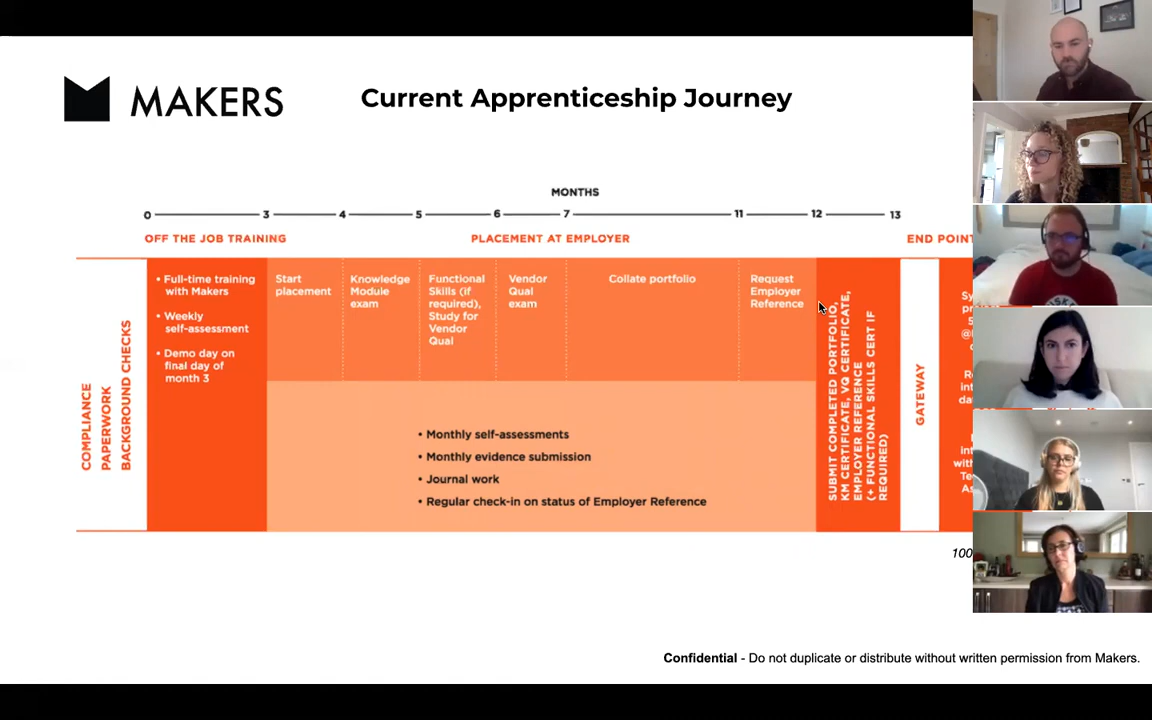 MAKERS
Current Apprenticeship Journey
MONTHS
0 3 4 5 6 7 11 12 13
OFF THE JOB TRAINING
PLACEMENT AT EMPLOYER
END POINT
COMPLIANCE
PAPERWORK
BACKGROUND CHECKS
• Full-time training
with Makers
• Weekly
self-assessment
• Demo day on
final day of
month 3
Start
placement
Knowledge
Module
exam
Functional
Skills (if
required),
Study for
Vendor
Qual
Vendor
Qual
exam
Collate portfolio
Request
Employer
Reference
• Monthly self-assessments
• Monthly evidence submission
• Journal work
• Regular check-in on status of Employer Reference
SUBMIT COMPLETED PORTFOLIO,
KM CERTIFICATE, VQ CERTIFICATE,
EMPLOYER REFERENCE
(+ FUNCTIONAL SKILLS CERT IF
REQUIRED)
GATEWAY
100
Confidential - Do not duplicate or distribute without written permission from Makers.